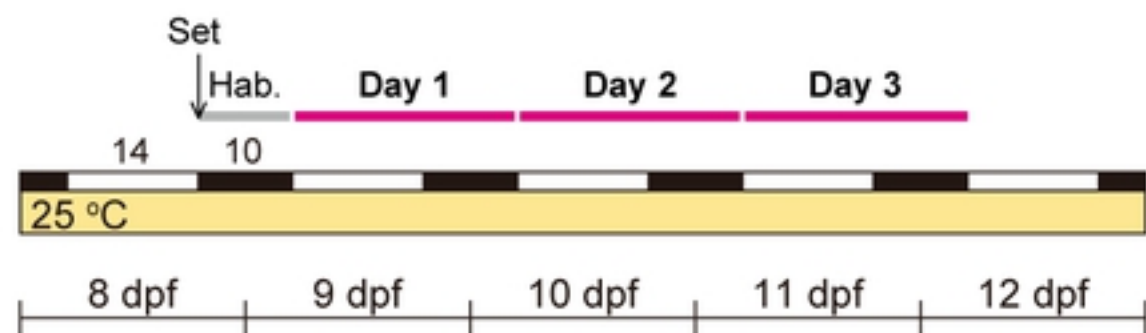 Set
Hab. Day 1 Day 2 Day 3
14 10
25 °C
8 dpf 9 dpf 10 dpf 11 dpf 12 dpf